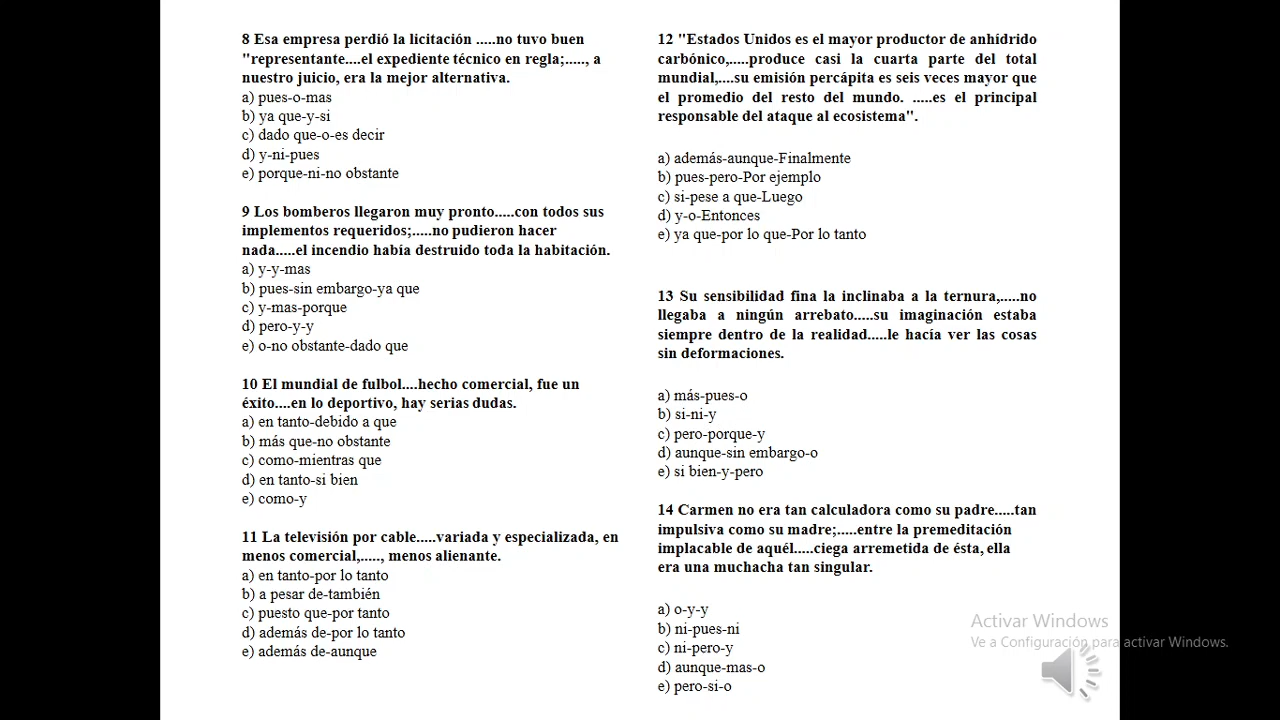 8 Esa empresa perdió la licitación .....no tuvo buen
"representante....el expediente técnico en regla;....., a
nuestro juicio, era la mejor alternativa.
a) pues-o-mas
b) ya que-y-si
c) dado que-o-es decir
d) y-ni-pues
e) porque-ni-no obstante
9 Los bomberos llegaron muy pronto.....con todos sus
implementos requeridos;.....no pudieron hacer
nada.....el incendio había destruido toda la habitación.
a) y-y-mas
b) pues-sin embargo-ya que
c) y-mas-porque
d) pero-y-y
e) o-no obstante-dado que
10 El mundial de fulbol....hecho comercial, fue un
éxito....en lo deportivo, hay serias dudas.
a) en tanto-debido a que
b) más que-no obstante
c) como-mientras que
d) en tanto-si bien
e) como-y
11 La televisión por cable.....variada y especializada, en
menos comercial,....., menos alienante.
a) en tanto-por lo tanto
b) a pesar de-también
c) puesto que-por tanto
d) además de-por lo tanto
e) además de-aunque
12 "Estados Unidos es el mayor productor de anhídrido
carbónico,.....produce casi la cuarta parte del total
mundial,....su emisión percápita es seis veces mayor que
el promedio del resto del mundo. .....es el principal
responsable del ataque al ecosistema".
a) además-aunque-Finalmente
b) pues-pero-Por ejemplo
c) si-pese a que-Luego
d) y-o-Entonces
e) ya que-por lo que-Por lo tanto
13 Su sensibilidad fina la inclinaba a la ternura,.....no
llegaba a ningún arrebato.....su imaginación estaba
siempre dentro de la realidad.....le hacía ver las cosas
sin deformaciones.
a) más-pues-o
b) si-ni-y
c) pero-porque-y
d) aunque-sin embargo-o
e) si bien-y-pero
14 Carmen no era tan calculadora como su padre.....tan
impulsiva como su madre;.....entre la premeditación
implacable de aquél.....ciega arremetida de ésta, ella
era una muchacha tan singular.
a) o-y-y
b) ni-pues-ni
c) ni-pero-y
d) aunque-mas-o
e) pero-si-o
Activar Windows
Ve a Configuración para activar Windows.